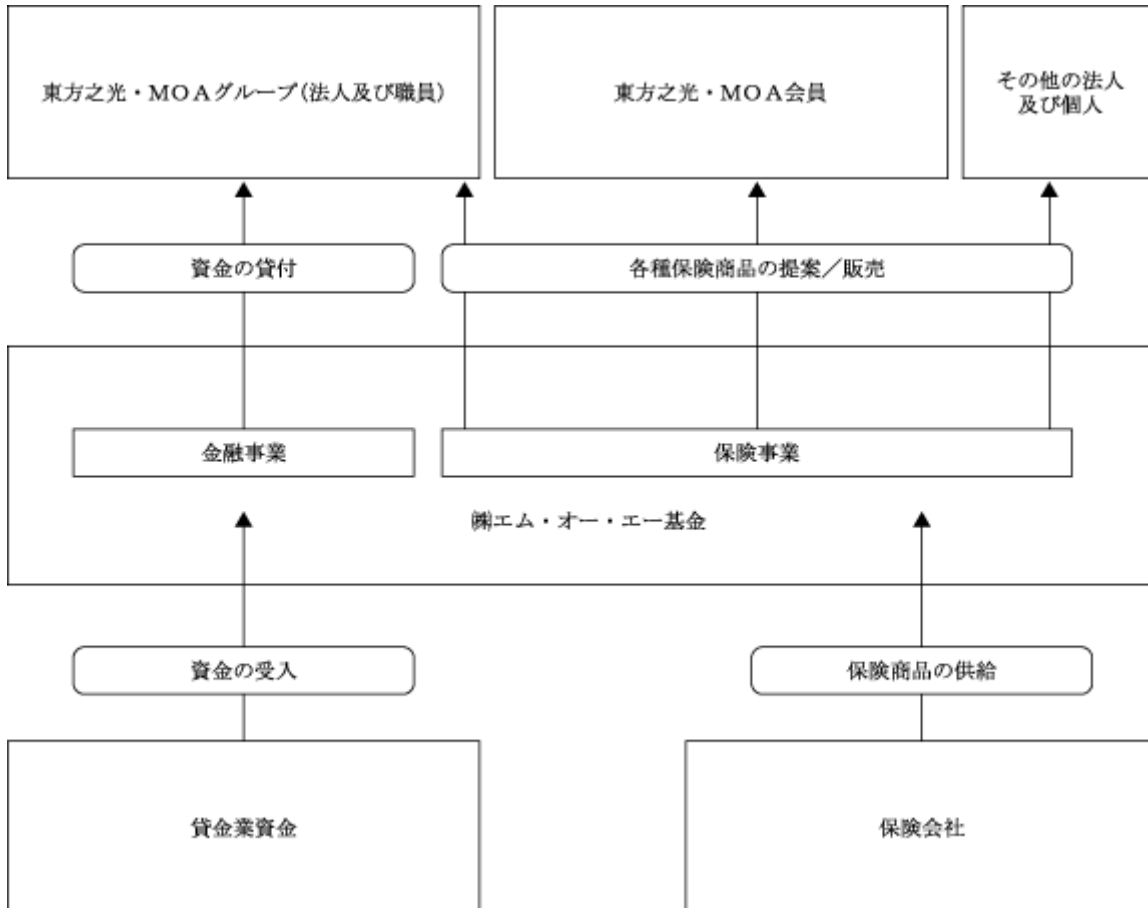 東方之光・ＭＯＡグループ（法人及び職員）
東方之光・ＭＯＡ会員
その他の法人
及び個人
資金の貸付
各種保険商品の提案／販売
金融事業
保険事業
㈱エム・オー・エー基金
資金の受入
保険商品の供給
貸金業資金
保険会社